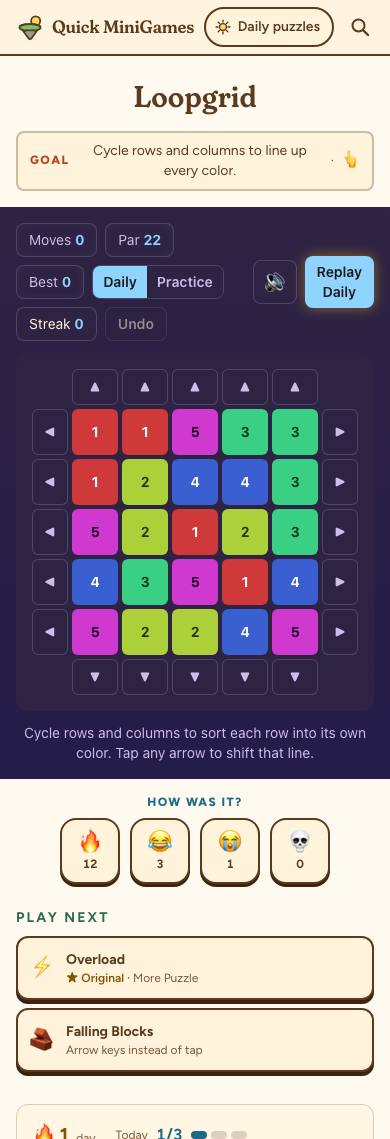 Quick MiniGames
Daily puzzles
Loopgrid
GOAL
Cycle rows and columns to line up
every color.
Moves 0
Par 22
Best 0
Daily
Practice
Replay
Daily
Streak 0
Undo
1 1 5 3 3
1 2 4 4 3
5 2 1 2 3
4 3 5 1 4
5 2 2 4 5
Cycle rows and columns to sort each row into its own
color. Tap any arrow to shift that line.
HOW WAS IT?
12
3
1
0
PLAY NEXT
Overload
★ Original · More Puzzle
Falling Blocks
Arrow keys instead of tap
1 day
Today 1/3